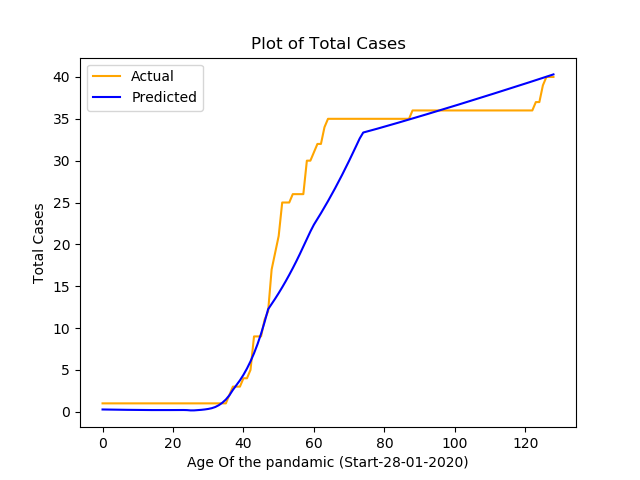 Plot of Total Cases
Actual
Predicted
40
35
30
25
20
15
10
5
0
Total Cases
0 20 40 60 80 100 120
Age Of the pandamic (Start-28-01-2020)